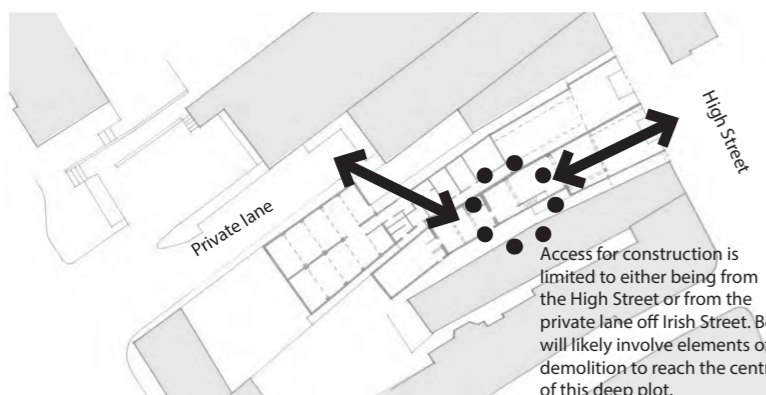 High Street
Private lane
Access for construction is
limited to either being from
the High Street or from the
private lane off Irish Street. B
will likely involve elements o
demolition to reach the cent
of this deep plot.